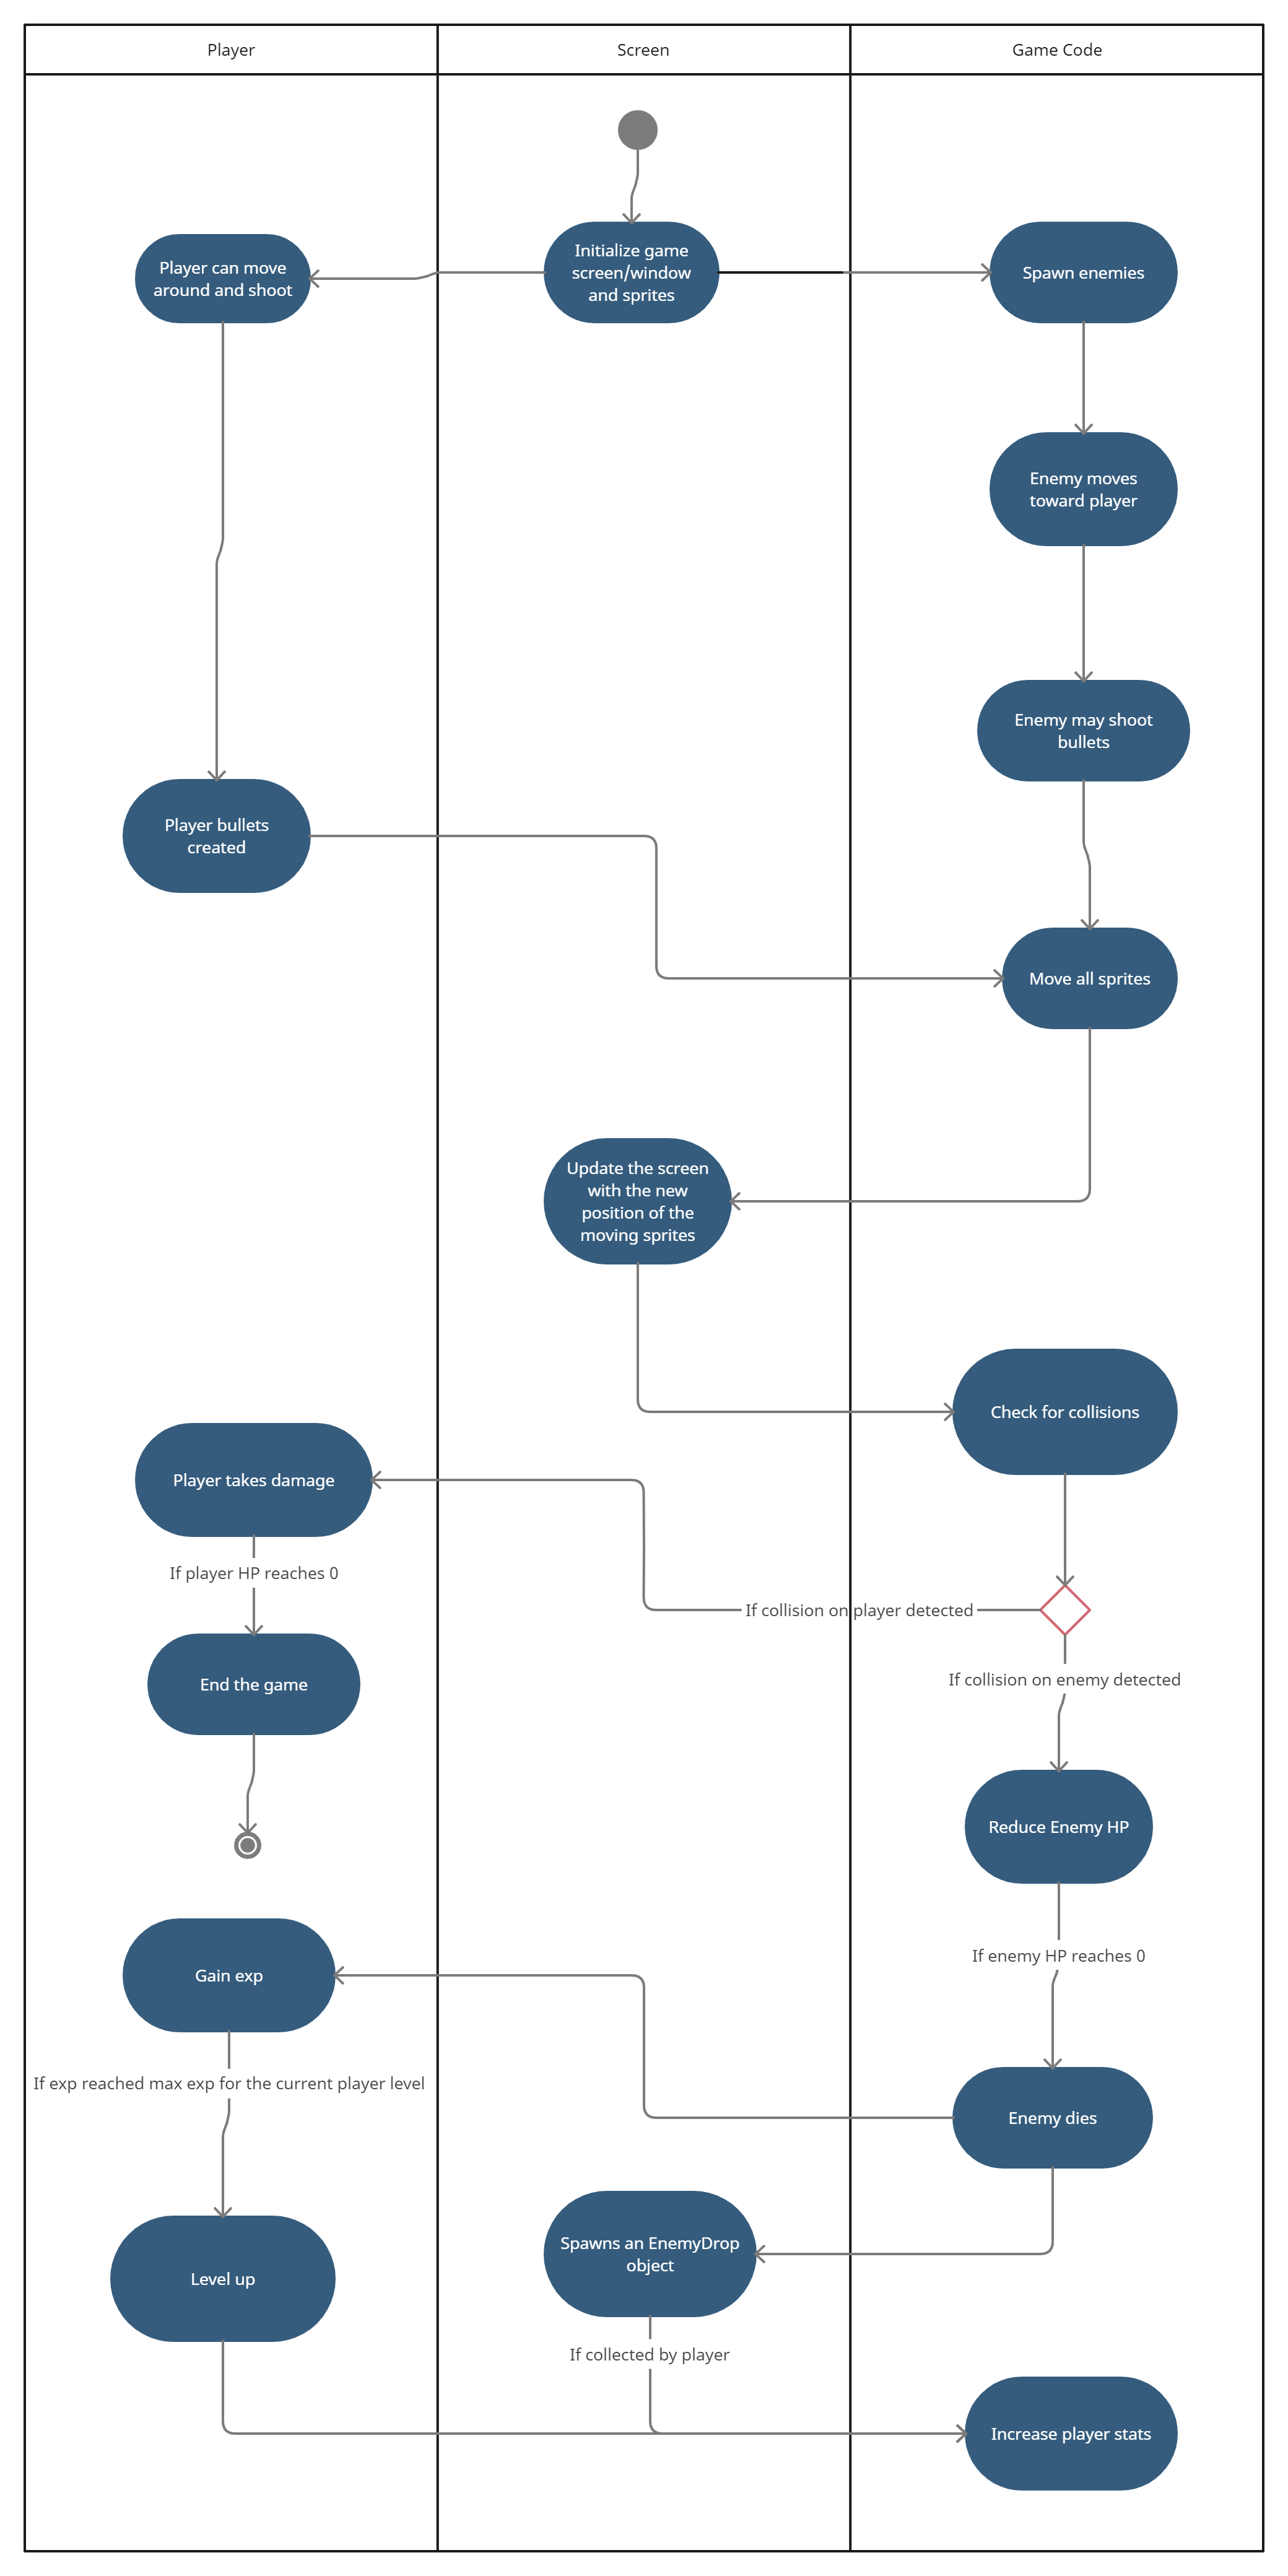 Player
Screen
Game Code
Initialize game
screen/window
and sprites
Player can move
around and shoot
Spawn enemies
Enemy moves
toward player
Enemy may shoot
bullets
Player bullets
created
Move all sprites
Update the screen
with the new
position of the
moving sprites
Check for collisions
Player takes damage
If player HP reaches 0
If collision on player detected
If collision on enemy detected
End the game
Reduce Enemy HP
If enemy HP reaches 0
Gain exp
If exp reached max exp for the current player level
Enemy dies
Spawns an EnemyDrop
object
Level up
If collected by player
Increase player stats